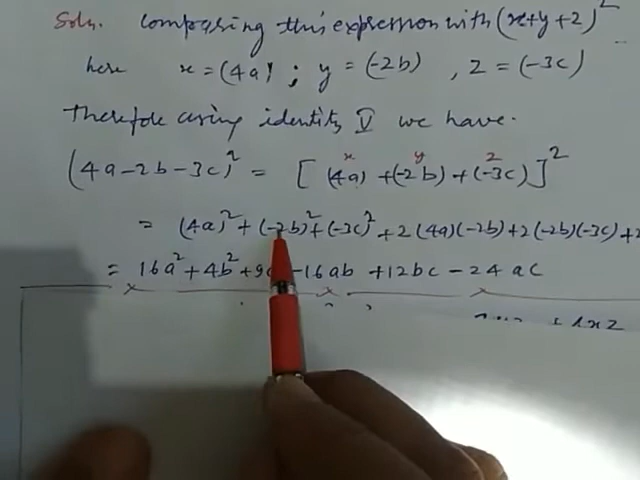 Soln. Comparing this expression with (x+y+z)²
here x = (4a) ; y = (-2b) , z = (-3c)
Therefore using identity V we have.
(4a-2b-3c)² = [(4a) + (-2b) + (-3c)]²
x y z
= (4a)² + (-2b)² + (-3c)² + 2(4a)(-2b) + 2(-2b)(-3c) + 2
= 16a² + 4b² + 9c -16ab + 12bc - 24ac